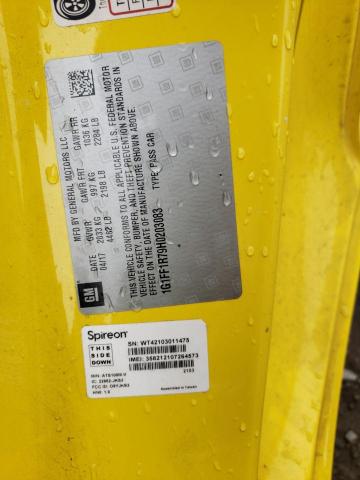 MFD BY GENERAL MOTORS LLC
DATE GVWR GAWR FRT GAWR RR
04/17 2033 KG 997 KG 1036 KG
4482 LB 2198 LB 2284 LB
THIS VEHICLE CONFORMS TO ALL APPLICABLE U.S. FEDERAL MOTOR
VEHICLE SAFETY, BUMPER, AND THEFT PREVENTION STANDARDS IN
EFFECT ON THE DATE OF MANUFACTURE SHOWN ABOVE.
1G1FF1R79H0203083 TYPE: PASS CAR
GM
Spireon
THIS
SIDE
DOWN
SN: WT42103011475
IMEI: 358212107264573
2103
Assembled in Taiwan